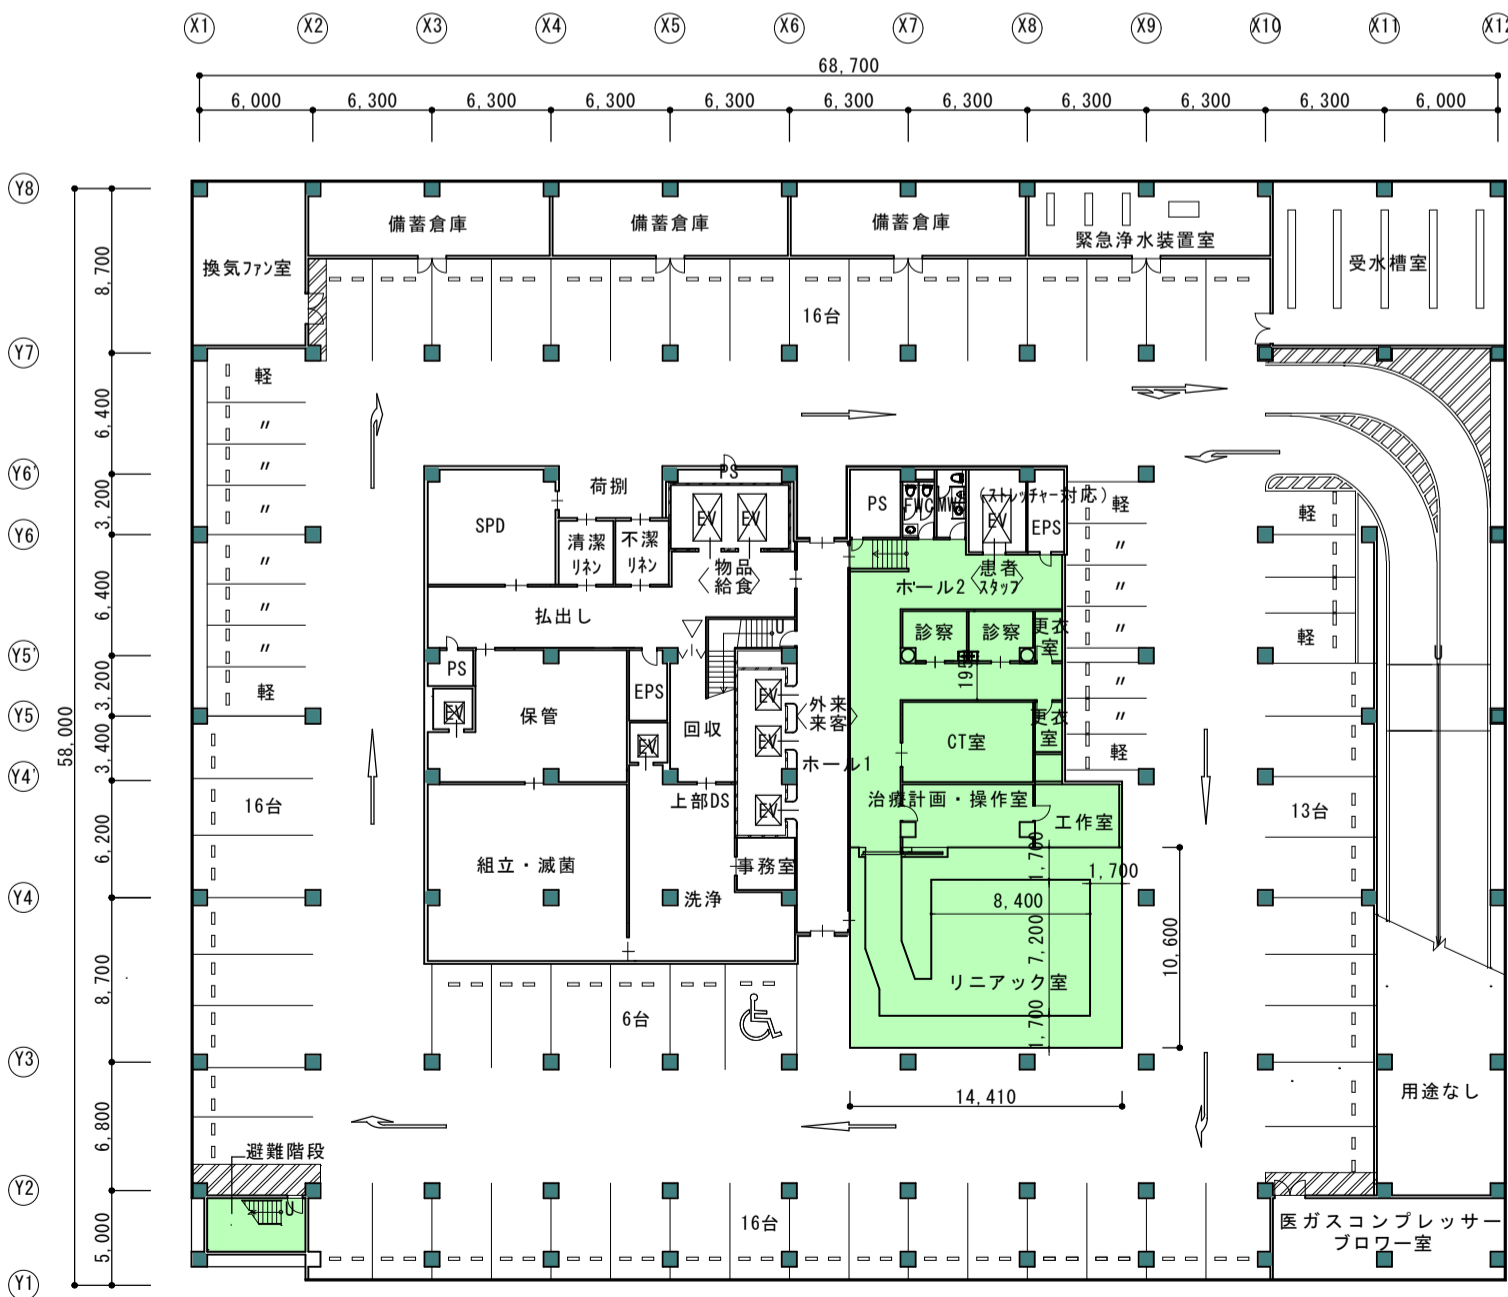 X1 X2 X3 X4 X5 X6 X7 X8 X9 X10 X11 X12
68,700
6,000 6,300 6,300 6,300 6,300 6,300 6,300 6,300 6,300 6,300 6,000
Y8
Y7
Y6'
Y6
Y5'
Y5
Y4'
Y4
Y3
Y2
Y1
58,000
8,700
6,400
3,200
6,400
3,200
3,400
6,200
8,700
6,800
5,000
換気ファン室
備蓄倉庫
備蓄倉庫
備蓄倉庫
緊急浄水装置室
受水槽室
16台
軽
〃
〃
〃
〃
〃
〃
軽
16台
SPD
荷捌
清潔
リネン
不潔
リネン
PS
EV
EV
物品
給食
払出し
U
PS
EV
保管
EPS
EV
回収
EV
EV
EV
上部DS
組立・滅菌
洗浄
事務室
外来
来客
ホール1
PS
FWC
MWC
(ストレッチャー対応)
EV
EPS
ホール2
患者
スタッフ
診察
診察
更衣
室
195
CT室
更衣
室
治療計画・操作室
工作室
1,700
1,700
8,400
7,200
リニアック室
1,700
10,600
14,410
軽
〃
〃
〃
〃
〃
〃
軽
軽
軽
13台
U
6台
用途なし
避難階段
U
16台
医ガスコンプレッサー
ブロワー室